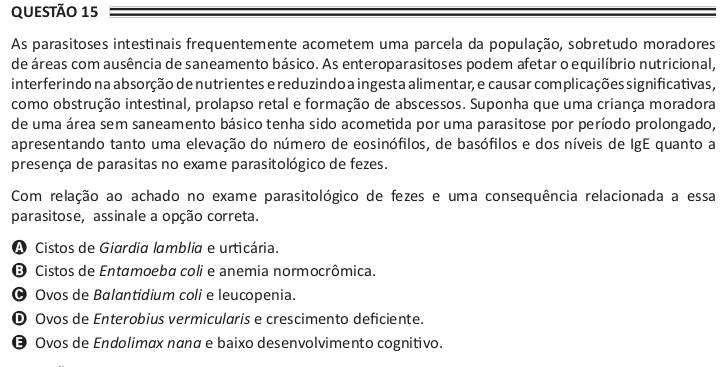 QUESTÃO 15
As parasitoses intestinais frequentemente acometem uma parcela da população, sobretudo moradores
de áreas com ausência de saneamento básico. As enteroparasitoses podem afetar o equilíbrio nutricional,
interferindo na absorção de nutrientes e reduzindo a ingesta alimentar, e causar complicações significativas,
como obstrução intestinal, prolapso retal e formação de abscessos. Suponha que uma criança moradora
de uma área sem saneamento básico tenha sido acometida por uma parasitose por período prolongado,
apresentando tanto uma elevação do número de eosinófilos, de basófilos e dos níveis de IgE quanto a
presença de parasitas no exame parasitológico de fezes.
Com relação ao achado no exame parasitológico de fezes e uma consequência relacionada a essa
parasitose, assinale a opção correta.
A Cistos de Giardia lamblia e urticária.
B Cistos de Entamoeba coli e anemia normocrômica.
C Ovos de Balantidium coli e leucopenia.
D Ovos de Enterobius vermicularis e crescimento deficiente.
E Ovos de Endolimax nana e baixo desenvolvimento cognitivo.